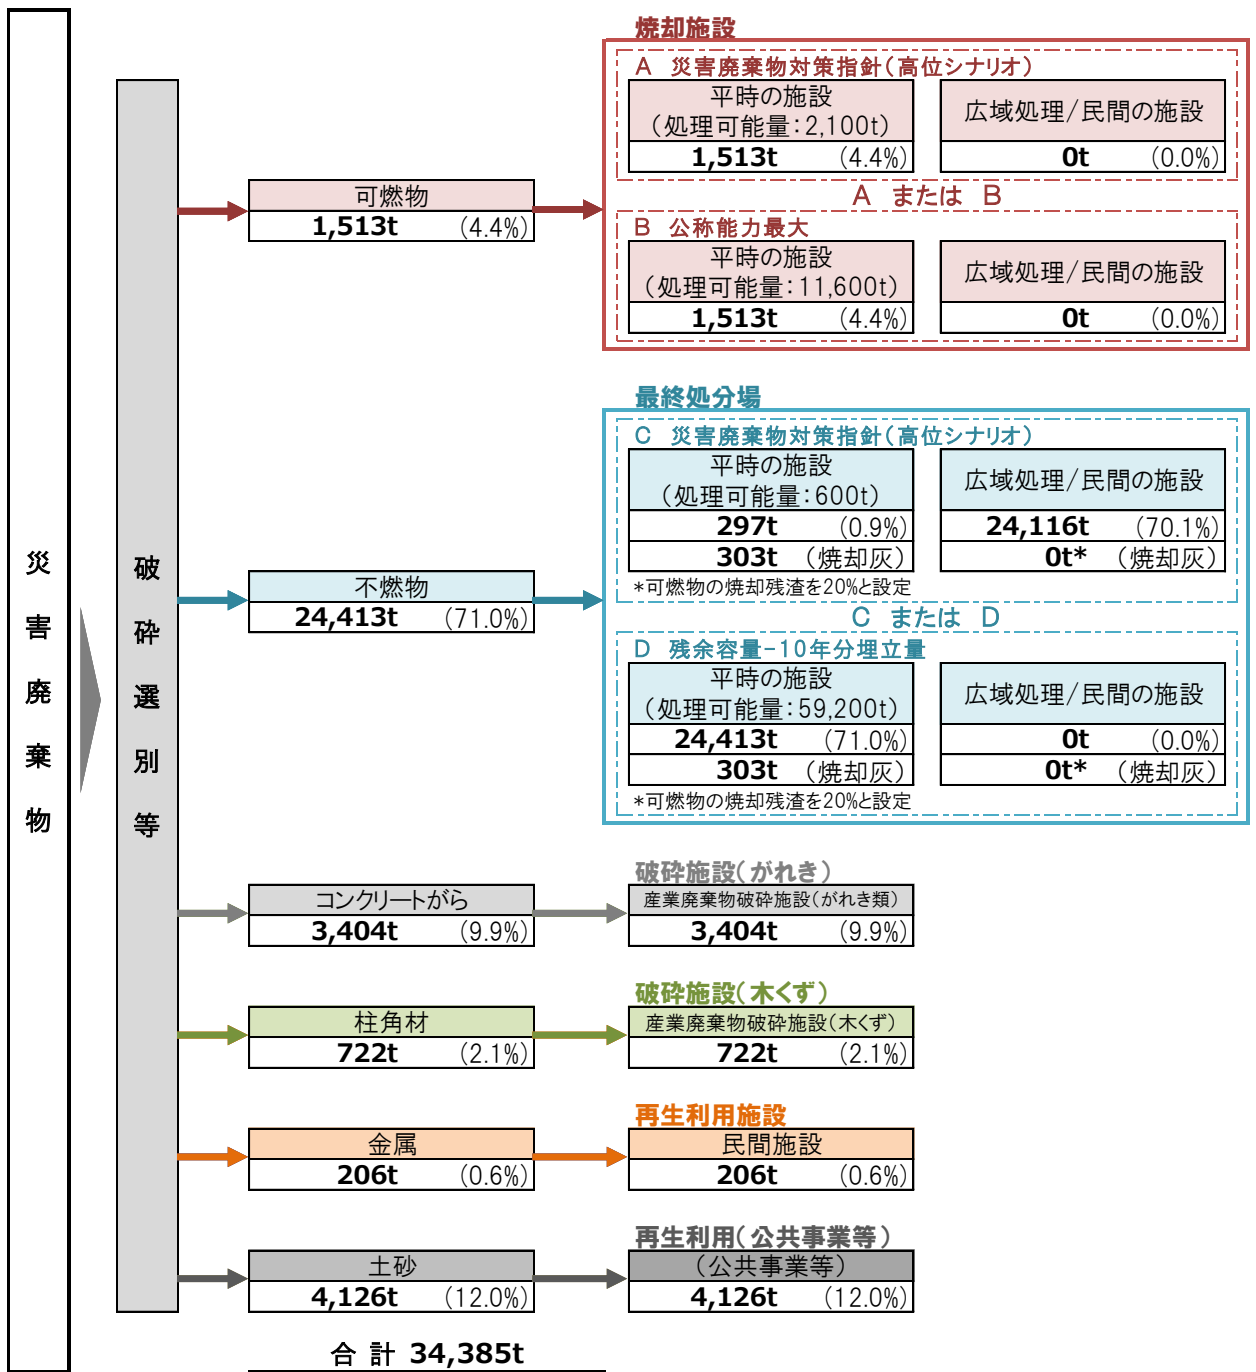 災害廃棄物
破砕選別等
焼却施設
A 災害廃棄物対策指針(高位シナリオ)
平時の施設
(処理可能量:2,100t)
1,513t (4.4%)
広域処理/民間の施設
0t (0.0%)
A または B
B 公称能力最大
平時の施設
(処理可能量:11,600t)
1,513t (4.4%)
広域処理/民間の施設
0t (0.0%)
可燃物
1,513t (4.4%)
最終処分場
C 災害廃棄物対策指針(高位シナリオ)
平時の施設
(処理可能量:600t)
297t (0.9%)
303t (焼却灰)
広域処理/民間の施設
24,116t (70.1%)
0t* (焼却灰)
*可燃物の焼却残渣を20%と設定
C または D
D 残余容量-10年分埋立量
平時の施設
(処理可能量:59,200t)
24,413t (71.0%)
303t (焼却灰)
広域処理/民間の施設
0t (0.0%)
0t* (焼却灰)
*可燃物の焼却残渣を20%と設定
不燃物
24,413t (71.0%)
破砕施設(がれき)
コンクリートがら
3,404t (9.9%)
産業廃棄物破砕施設(がれき類)
3,404t (9.9%)
破砕施設(木くず)
柱角材
722t (2.1%)
産業廃棄物破砕施設(木くず)
722t (2.1%)
再生利用施設
金属
206t (0.6%)
民間施設
206t (0.6%)
再生利用(公共事業等)
土砂
4,126t (12.0%)
(公共事業等)
4,126t (12.0%)
合計 34,385t